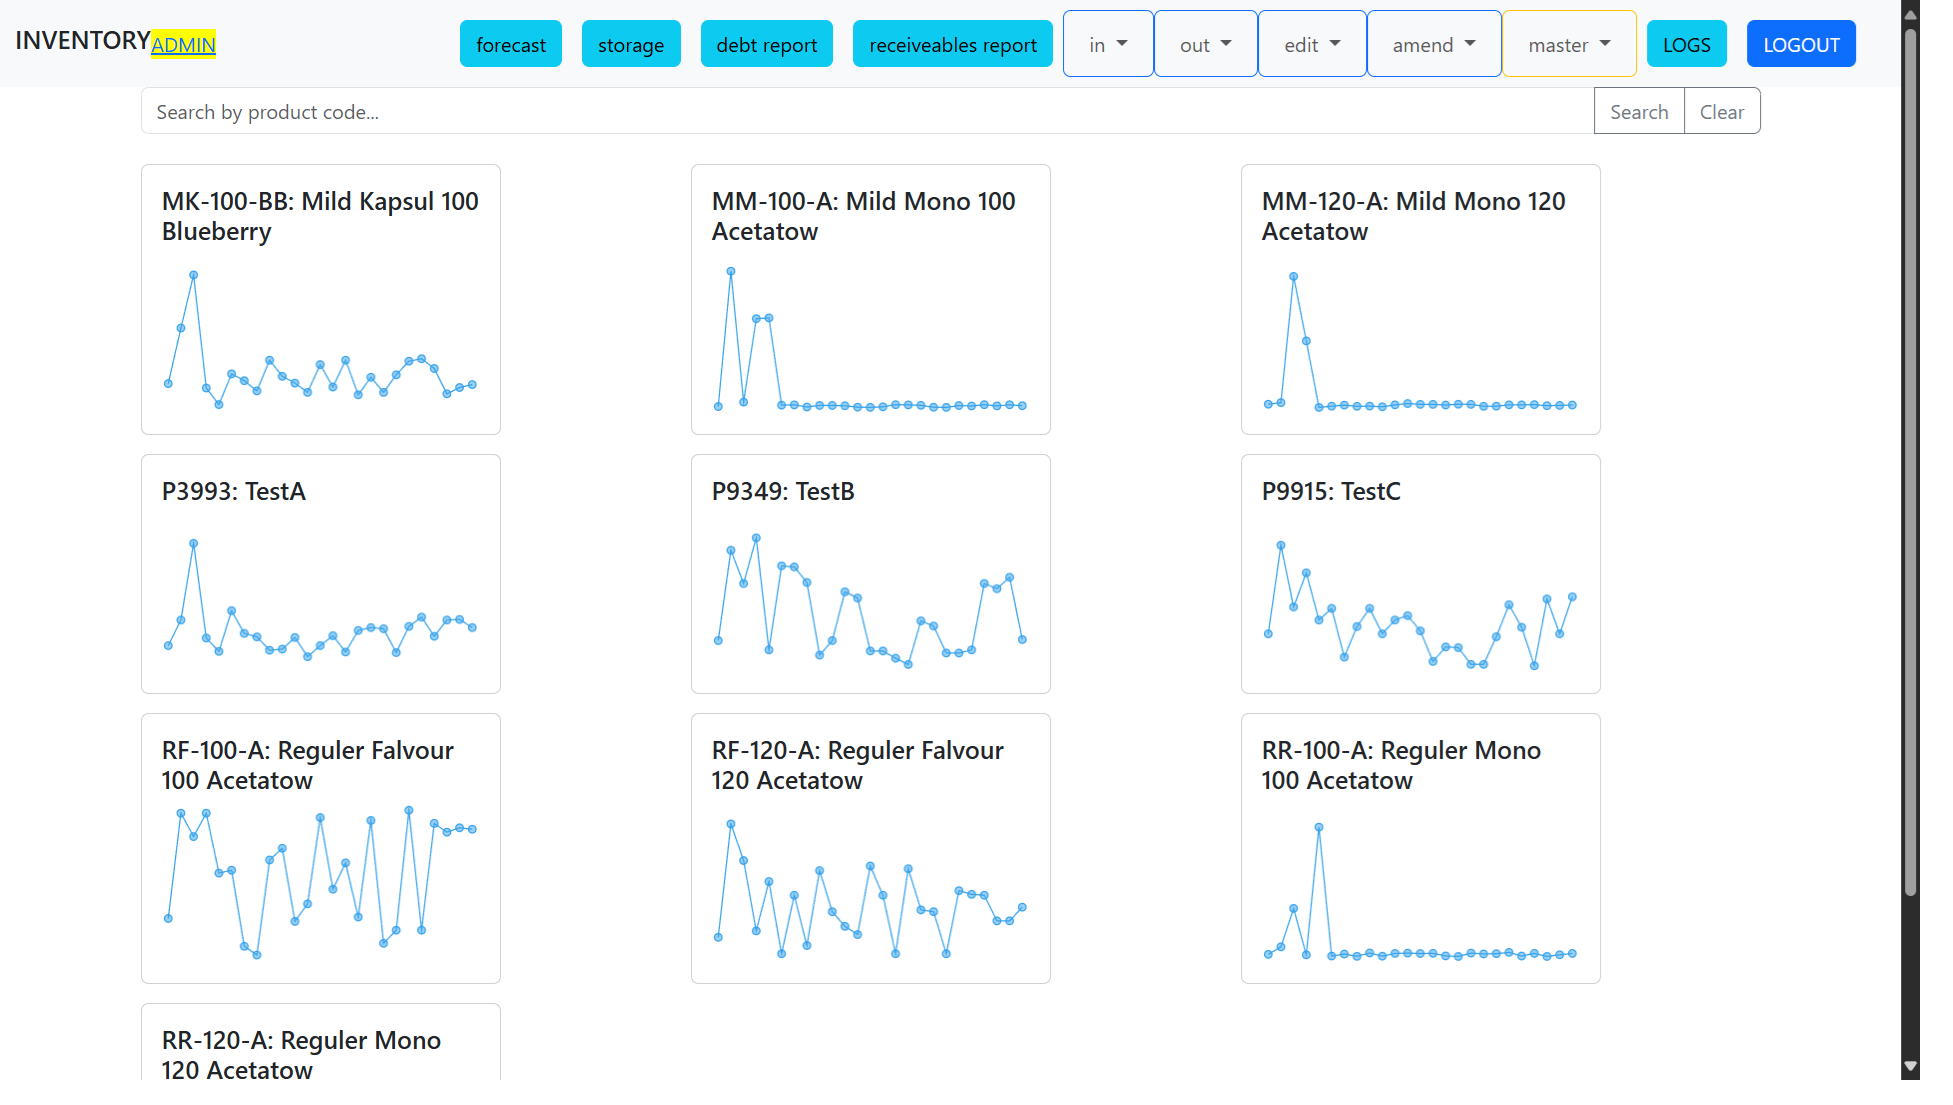 INVENTORYADMIN forecast storage debt report receiveables report in out edit amend master LOGS LOGOUT
Search by product code... Search Clear
MK-100-BB: Mild Kapsul 100
Blueberry
MM-100-A: Mild Mono 100
Acetatow
MM-120-A: Mild Mono 120
Acetatow
P3993: TestA
P9349: TestB
P9915: TestC
RF-100-A: Reguler Falvour
100 Acetatow
RF-120-A: Reguler Falvour
120 Acetatow
RR-100-A: Reguler Mono
100 Acetatow
RR-120-A: Reguler Mono
120 Acetatow